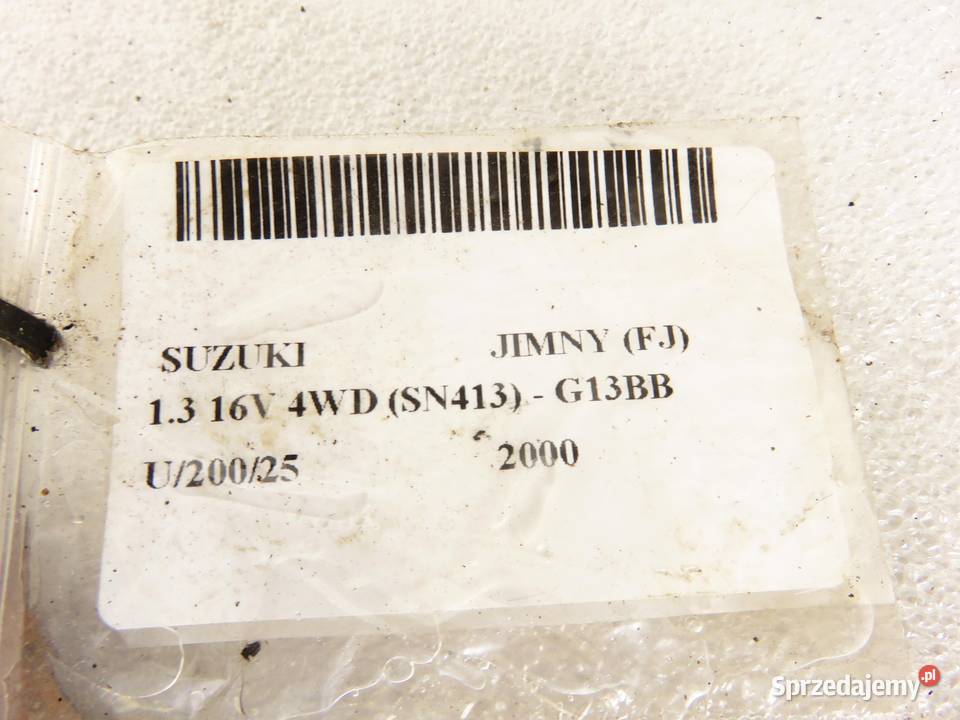 SUZUKI JIMNY (FJ)
1.3 16V 4WD (SN413) - G13BB
U/200/25 2000
Sprzedajemy.pl